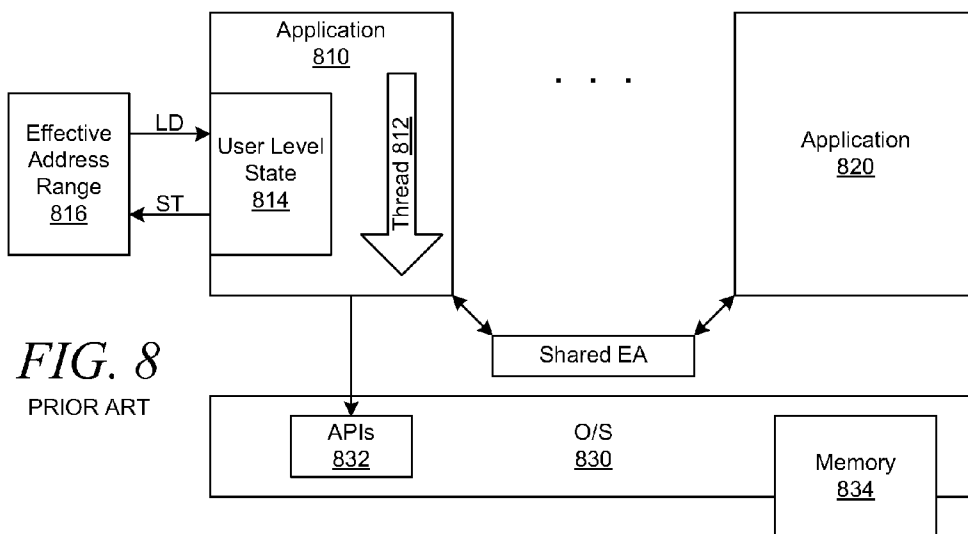 Application
810
. . .
Effective
Address
Range
816
LD
ST
User Level
State
814
Thread 812
Application
820
Shared EA
FIG. 8
PRIOR ART
APIs
832
O/S
830
Memory
834